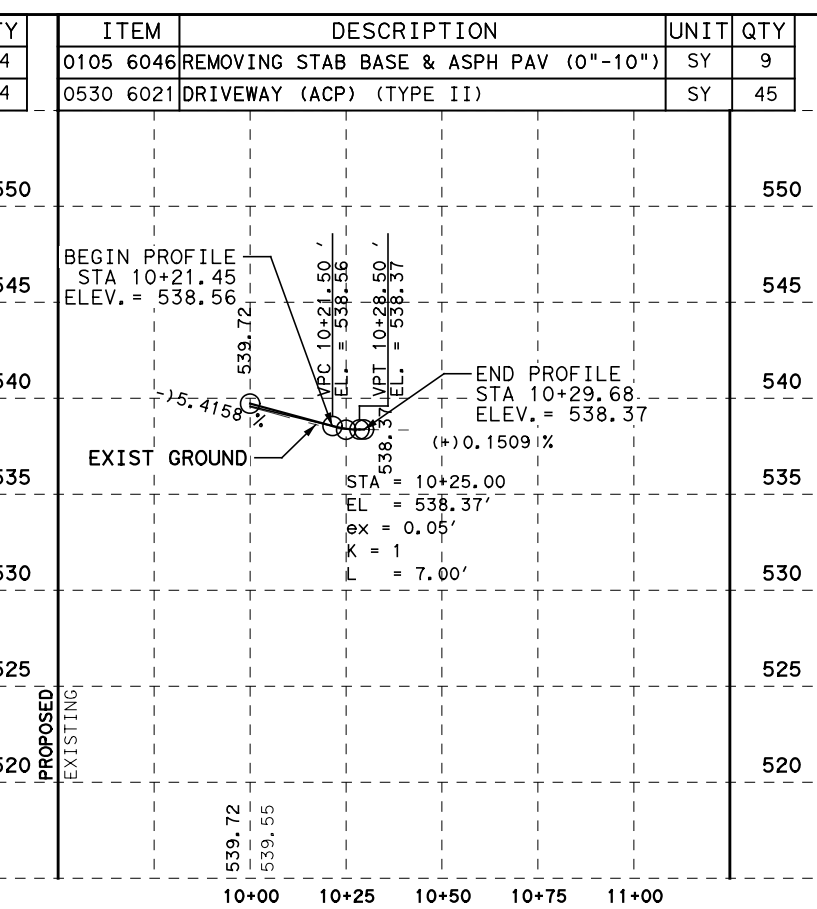 TY
ITEM DESCRIPTION UNIT QTY
4
0105 6046 REMOVING STAB BASE & ASPH PAV (0"-10") SY 9
4
0530 6021 DRIVEWAY (ACP) (TYPE II) SY 45
550 550
BEGIN PROFILE
STA 10+21.45
ELEV.= 538.56
539.72
VPC 10+21.50 '
EL. = 538.56
VPT 10+28.50 '
EL. = 538.37
545 545
540 540
END PROFILE
STA 10+29.68
ELEV.= 538.37
-)5.4158 %
538.37
(+)0.1509 %
EXIST GROUND
535 535
STA = 10+25.00
EL = 538.37'
ex = 0.05'
K = 1
L = 7.00'
530 530
525 525
PROPOSED
EXISTING
520 520
539.72
539.55
10+00 10+25 10+50 10+75 11+00